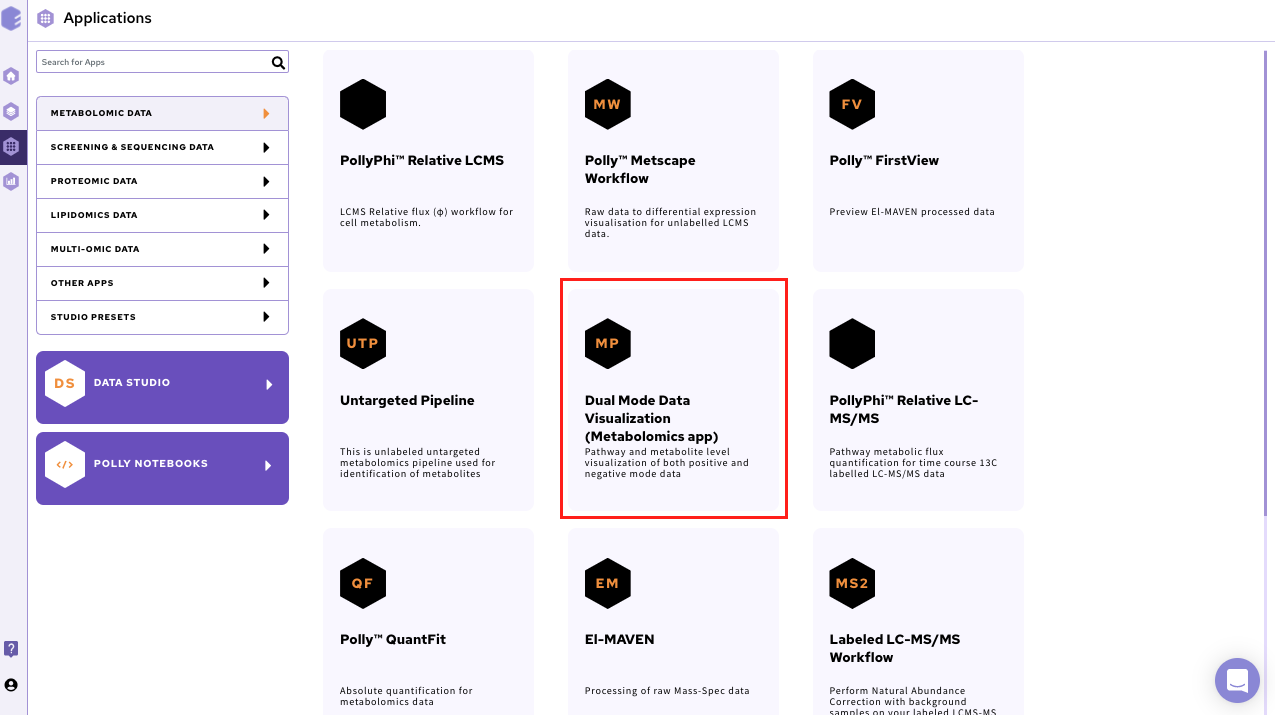 Applications
Search for Apps
METABOLOMIC DATA
SCREENING & SEQUENCING DATA
PROTEOMIC DATA
LIPIDOMICS DATA
MULTI-OMIC DATA
OTHER APPS
STUDIO PRESETS
DS DATA STUDIO
</> POLLY NOTEBOOKS
PollyPhi™ Relative LCMS
LCMS Relative flux (ϕ) workflow for
cell metabolism.
MW
Polly™ Metscape
Workflow
Raw data to differential expression
visualisation for unlabelled LCMS
data.
FV
Polly™ FirstView
Preview El-MAVEN processed data
UTP
Untargeted Pipeline
This is unlabeled untargeted
metabolomics pipeline used for
identification of metabolites
MP
Dual Mode Data
Visualization
(Metabolomics app)
Pathway and metabolite level
visualization of both positive and
negative mode data
PollyPhi™ Relative LC-
MS/MS
Pathway metabolic flux
quantification for time course 13C
labelled LC-MS/MS data
QF
Polly™ QuantFit
Absolute quantification for
metabolomics data
EM
El-MAVEN
Processing of raw Mass-Spec data
MS2
Labeled LC-MS/MS
Workflow
Perform Natural Abundance
Correction with background
samples on your labeled LCMS-MS
?